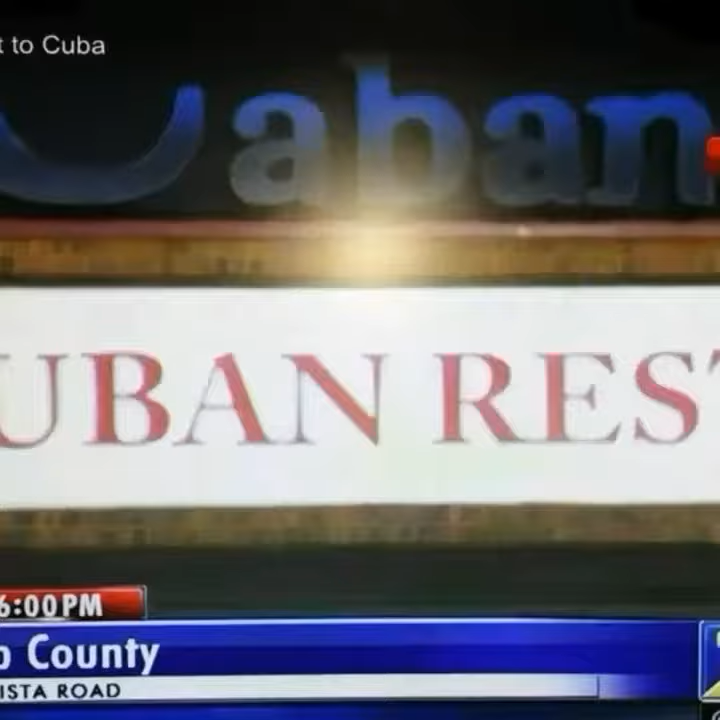 t to Cuba
aban
UBAN REST
6:00PM
o County
ISTA ROAD